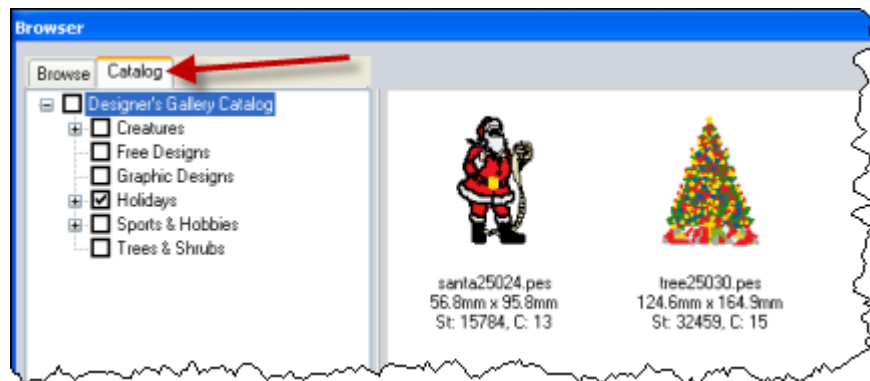 Browser
Browse Catalog
Designer's Gallery Catalog
Creatures
Free Designs
Graphic Designs
Holidays
Sports & Hobbies
Trees & Shrubs
santa25024.pes
56.8mm x 95.8mm
St: 15784, C: 13
tree25030.pes
124.6mm x 164.9mm
St: 32459, C: 15